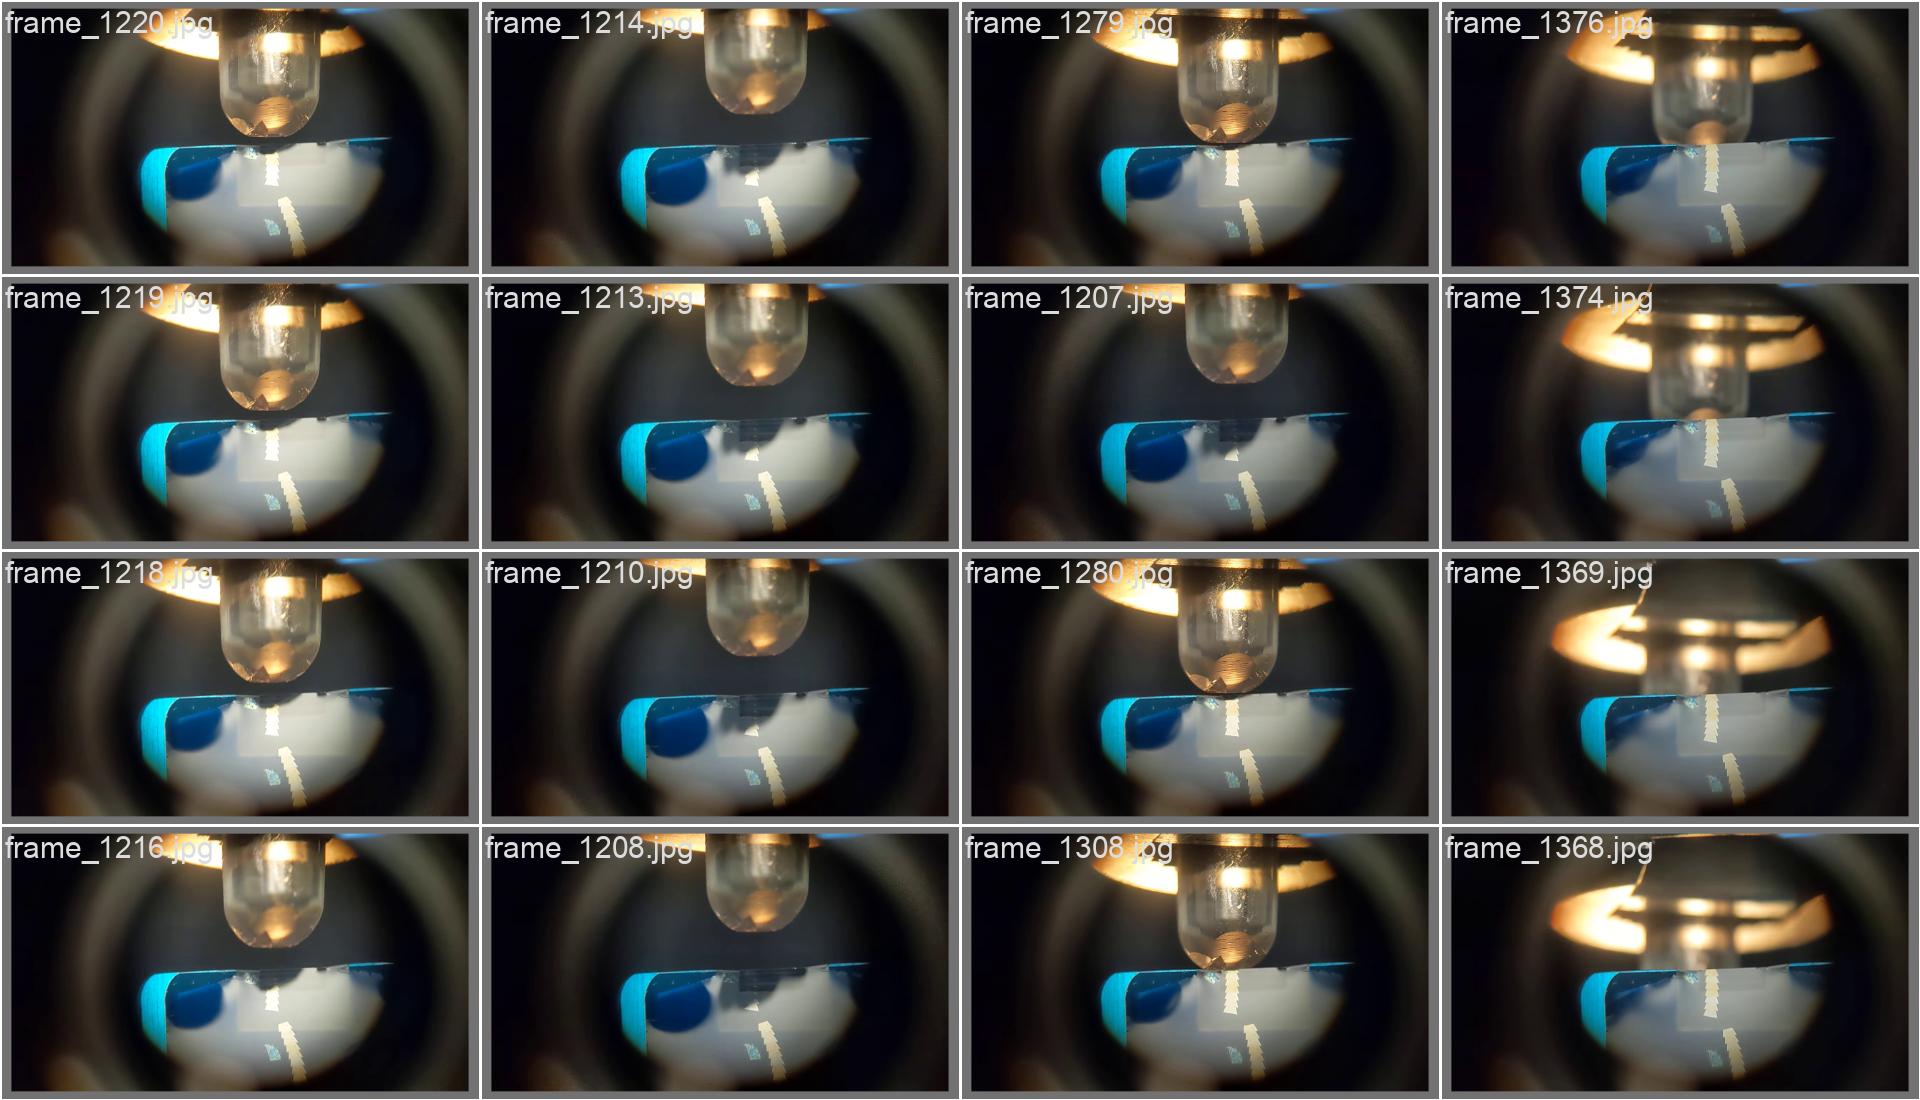 frame_1220.jpg frame_1214.jpg frame_1279.jpg frame_1376.jpg
frame_1219.jpg frame_1213.jpg frame_1207.jpg frame_1374.jpg
frame_1218.jpg frame_1210.jpg frame_1280.jpg frame_1369.jpg
frame_1216.jpg frame_1208.jpg frame_1308.jpg frame_1368.jpg